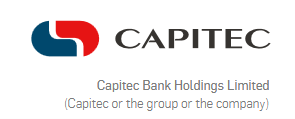 CAPITEC
Capitec Bank Holdings Limited
(Capitec or the group or the company)